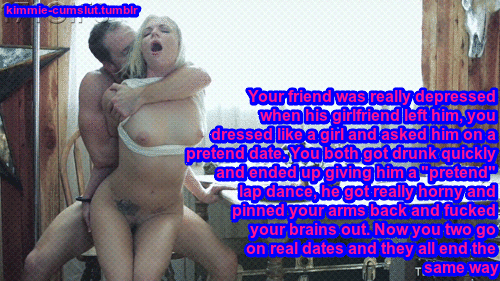 kimmie-cumslut.tumblr
Your friend was really depressed
when his girlfriend left him, you
dressed like a girl and asked him on a
pretend date. You both got drunk quickly
and ended up giving him a "pretend"
lap dance, he got really horny and
pinned your arms back and fucked
your brains out. Now you two go
on real dates and they all end the
same way